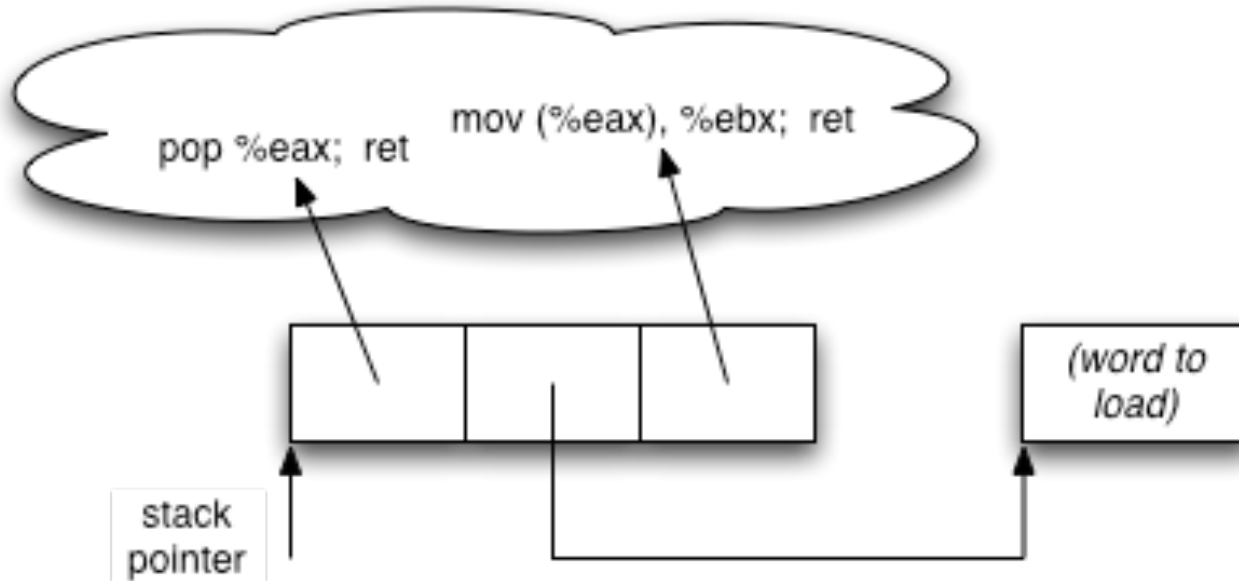 mov (%eax), %ebx;  ret
pop %eax;  ret
(word to
load)
stack
pointer